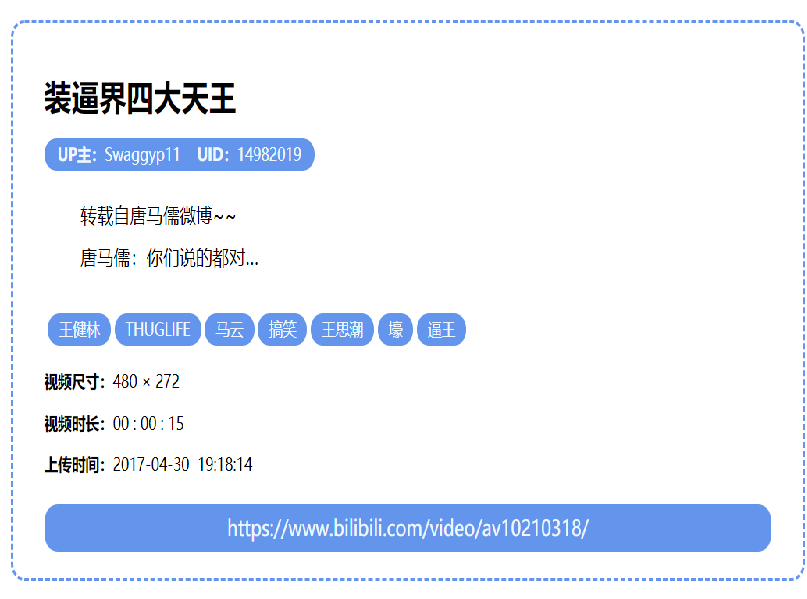 装逼界四大天王
UP主：Swaggyp11 UID：14982019
转载自唐马儒微博~~
唐马儒：你们说的都对...
王健林 THUGLIFE 马云 搞笑 王思潮 壕 逼王
视频尺寸：480 × 272
视频时长：00 : 00 : 15
上传时间：2017-04-30 19:18:14
https://www.bilibili.com/video/av10210318/